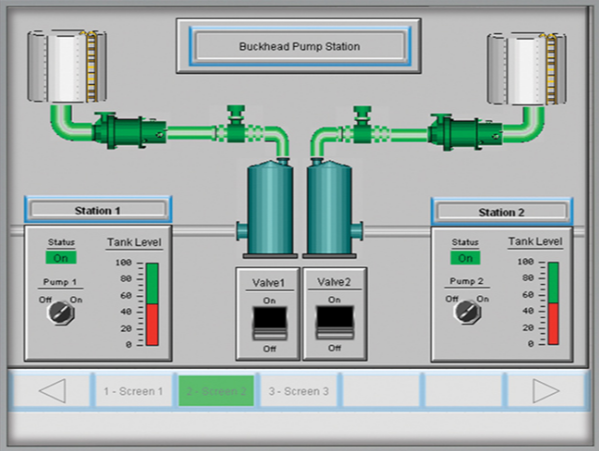 Buckhead Pump Station
Station 1
Status
On
Pump 1
Off On
Tank Level
100
80
60
40
20
0
Valve1
On
Off
Valve2
On
Off
Station 2
Status
On
Pump 2
Off On
Tank Level
100
80
60
40
20
0
1 - Screen 1
2 - Screen 2
3 - Screen 3